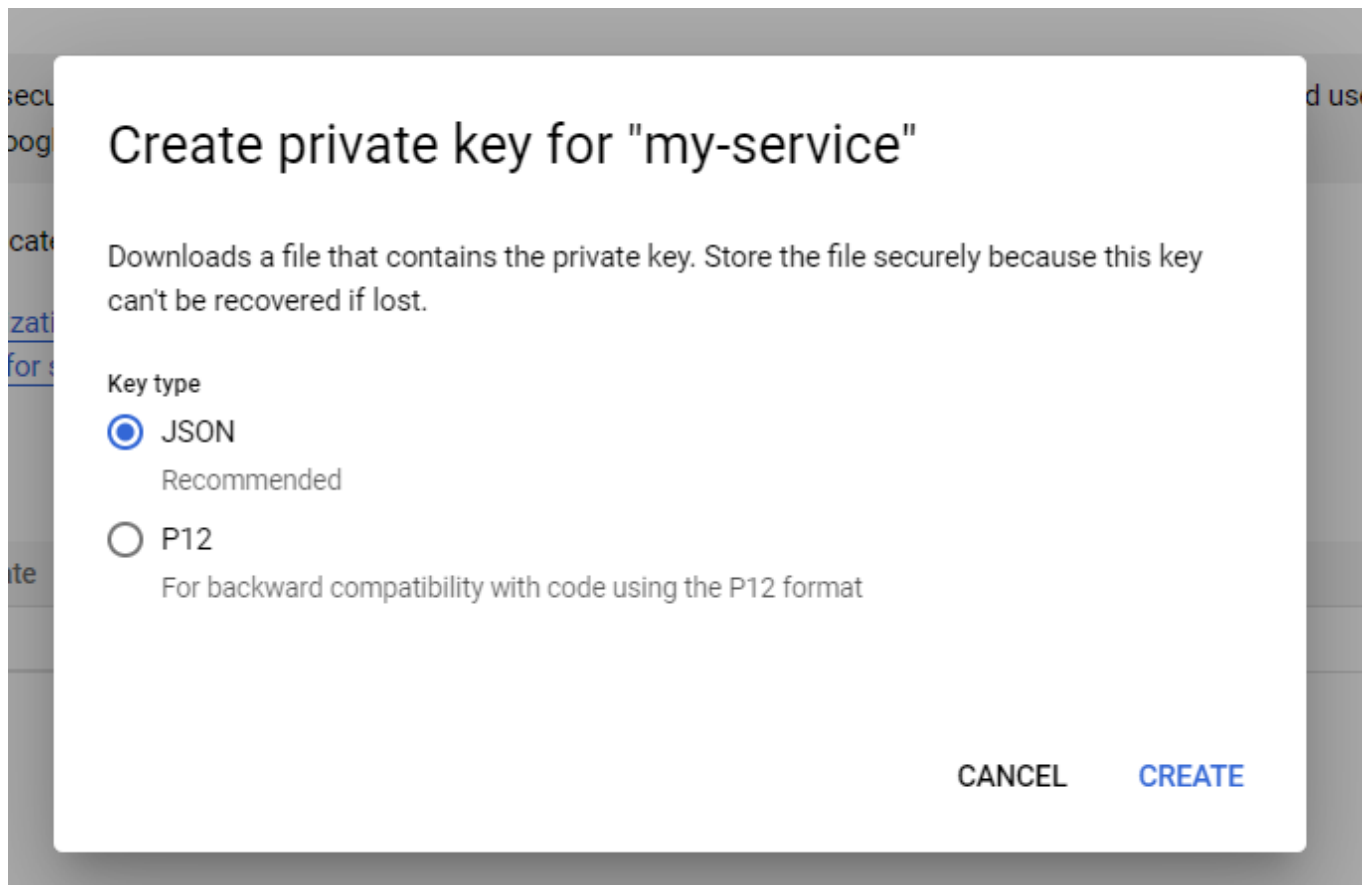 Create private key for "my-service"
Downloads a file that contains the private key. Store the file securely because this key
can't be recovered if lost.
Key type
JSON
Recommended
P12
For backward compatibility with code using the P12 format
CANCEL CREATE